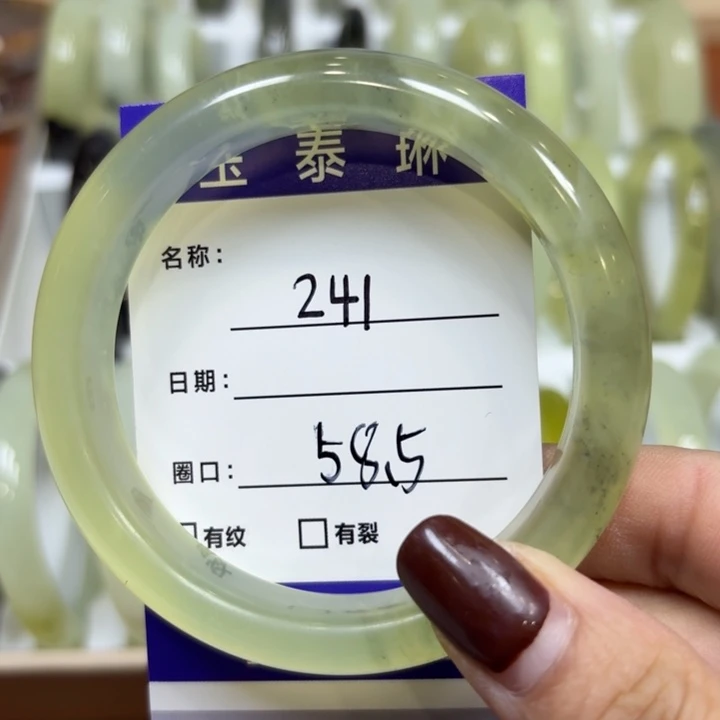 玉泰琳
名称：241
日期：
圈口：58.5
有纹 有裂